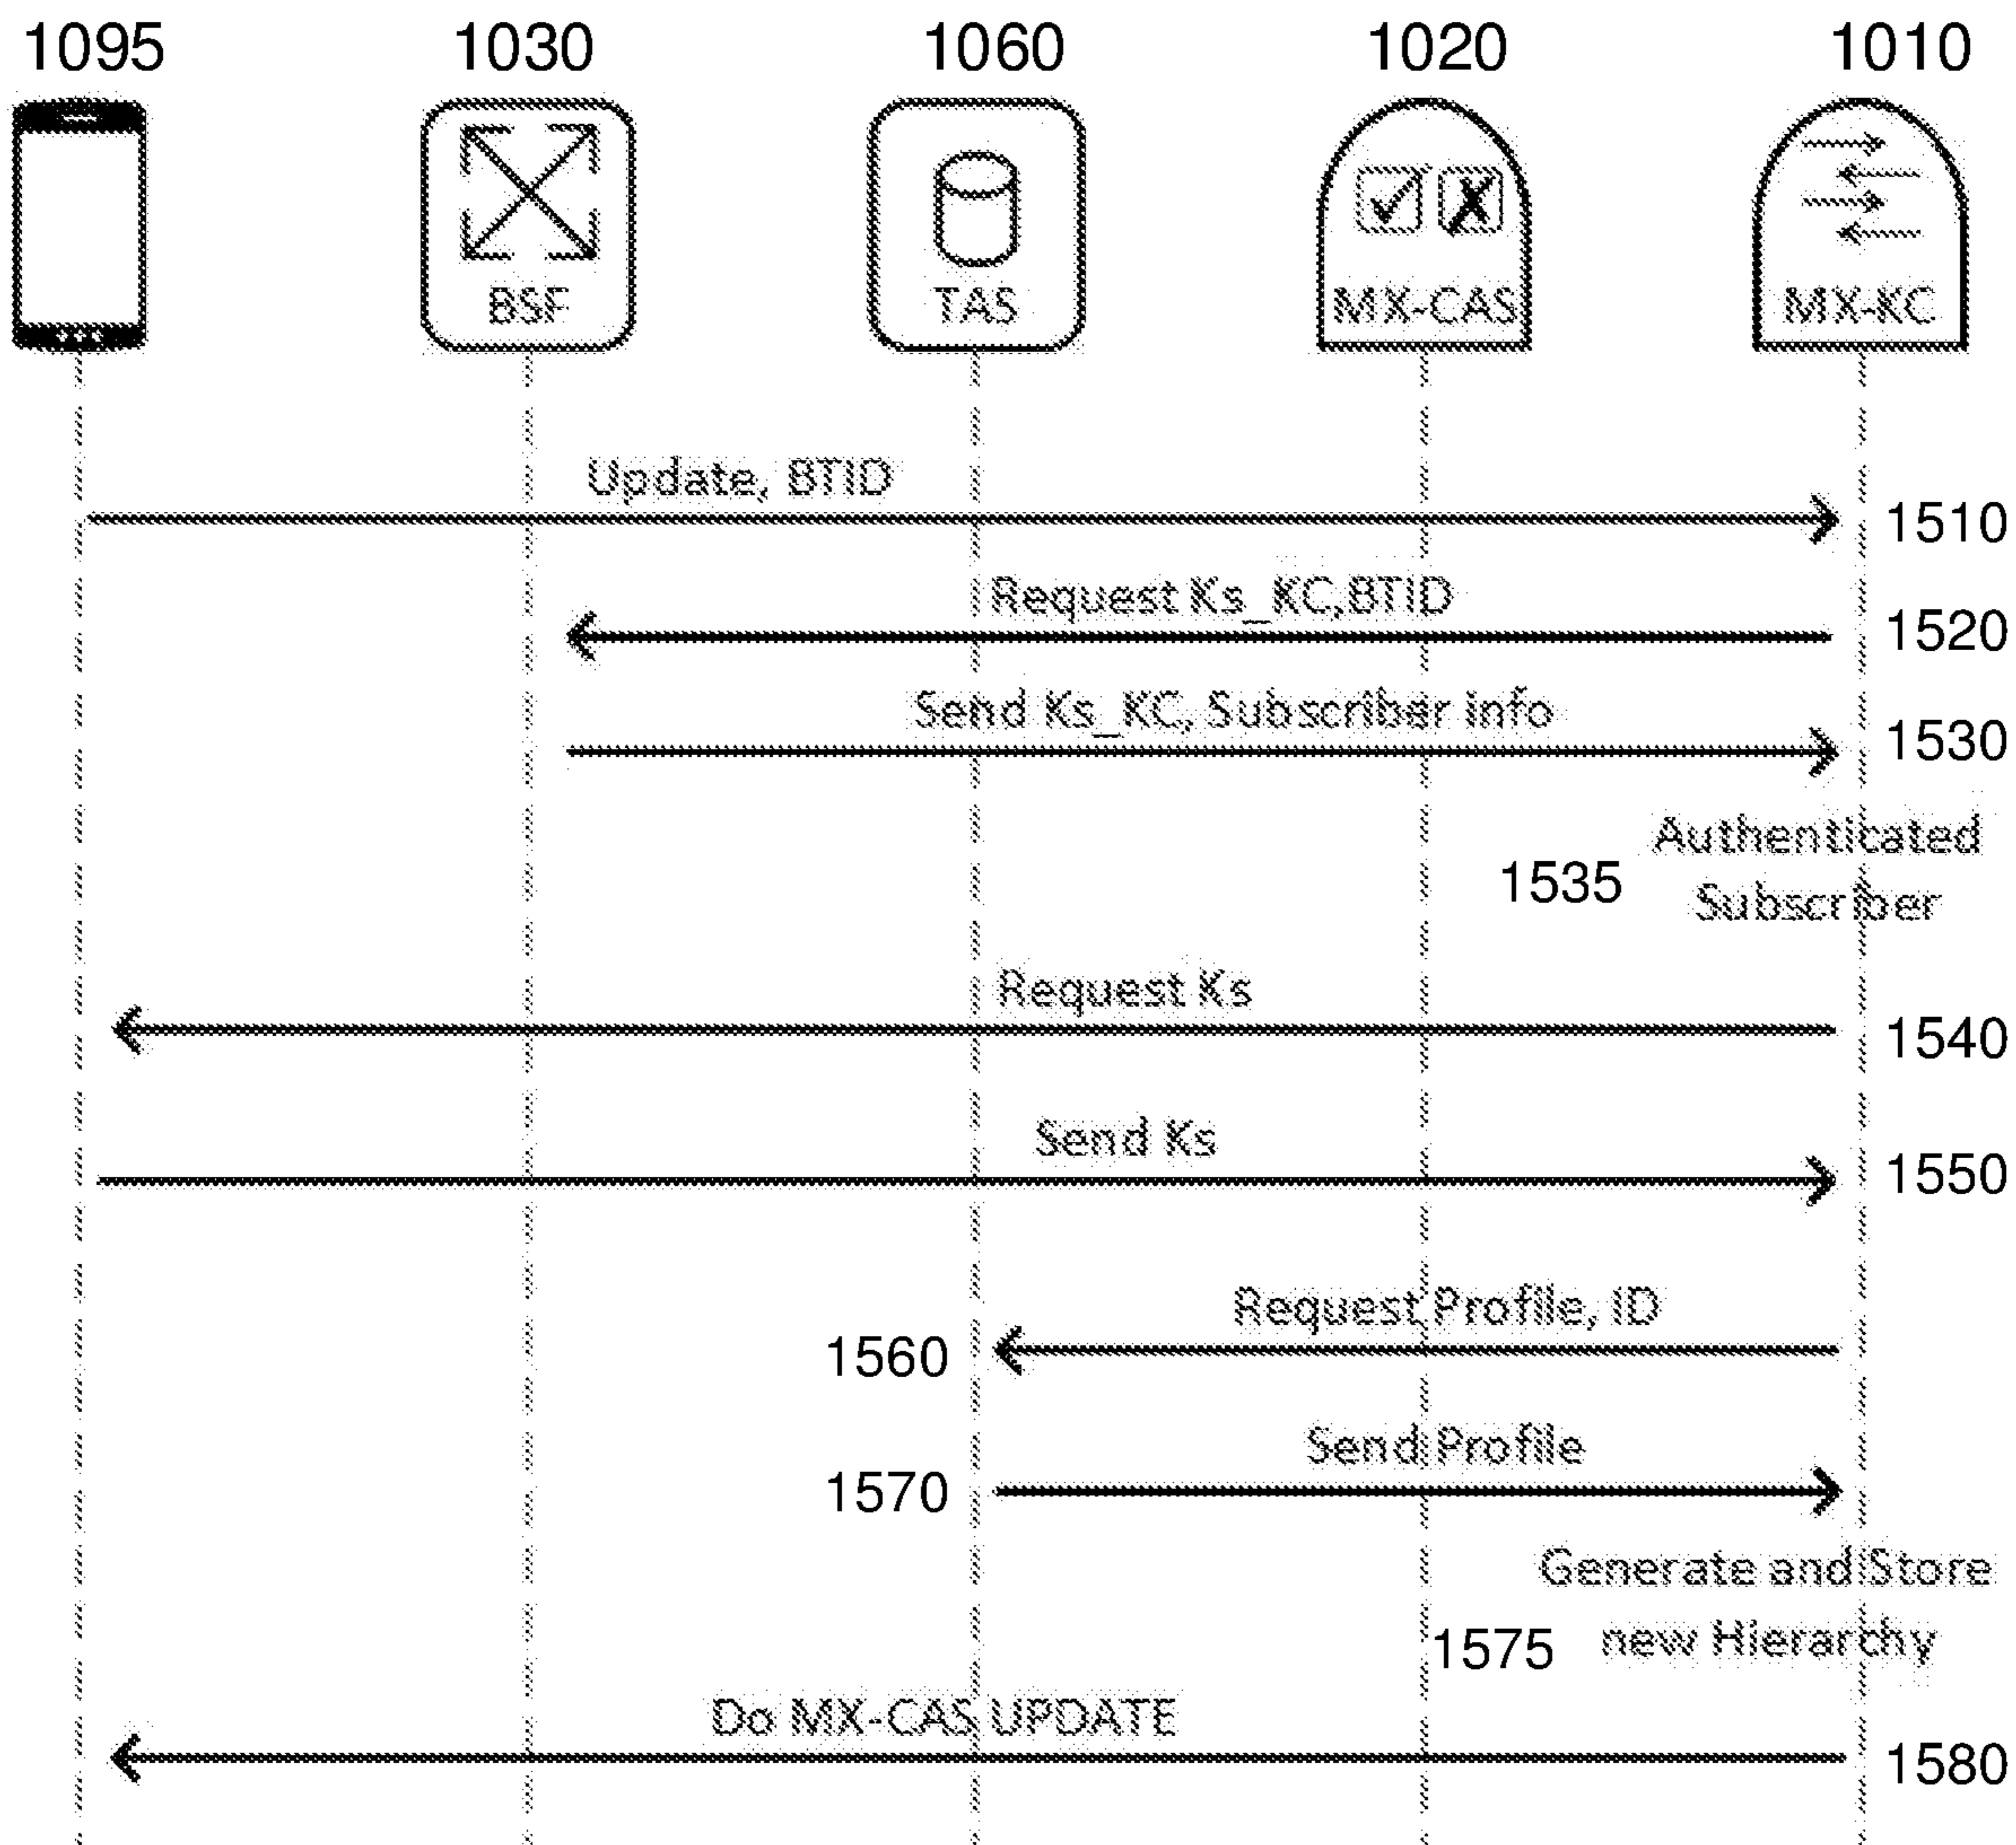 1095 1030 1060 1020 1010
BSF TAS MX-CAS MX-KC
Update, BTID
1510
Request Ks_KC,BTID
1520
Send Ks_KC, Subscriber info
1530
Authenticated
1535
Subscriber
Request Ks
1540
Send Ks
1550
Request Profile, ID
1560
Send Profile
1570
Generate and Store
1575 new Hierarchy
Do MX-CAS UPDATE
1580